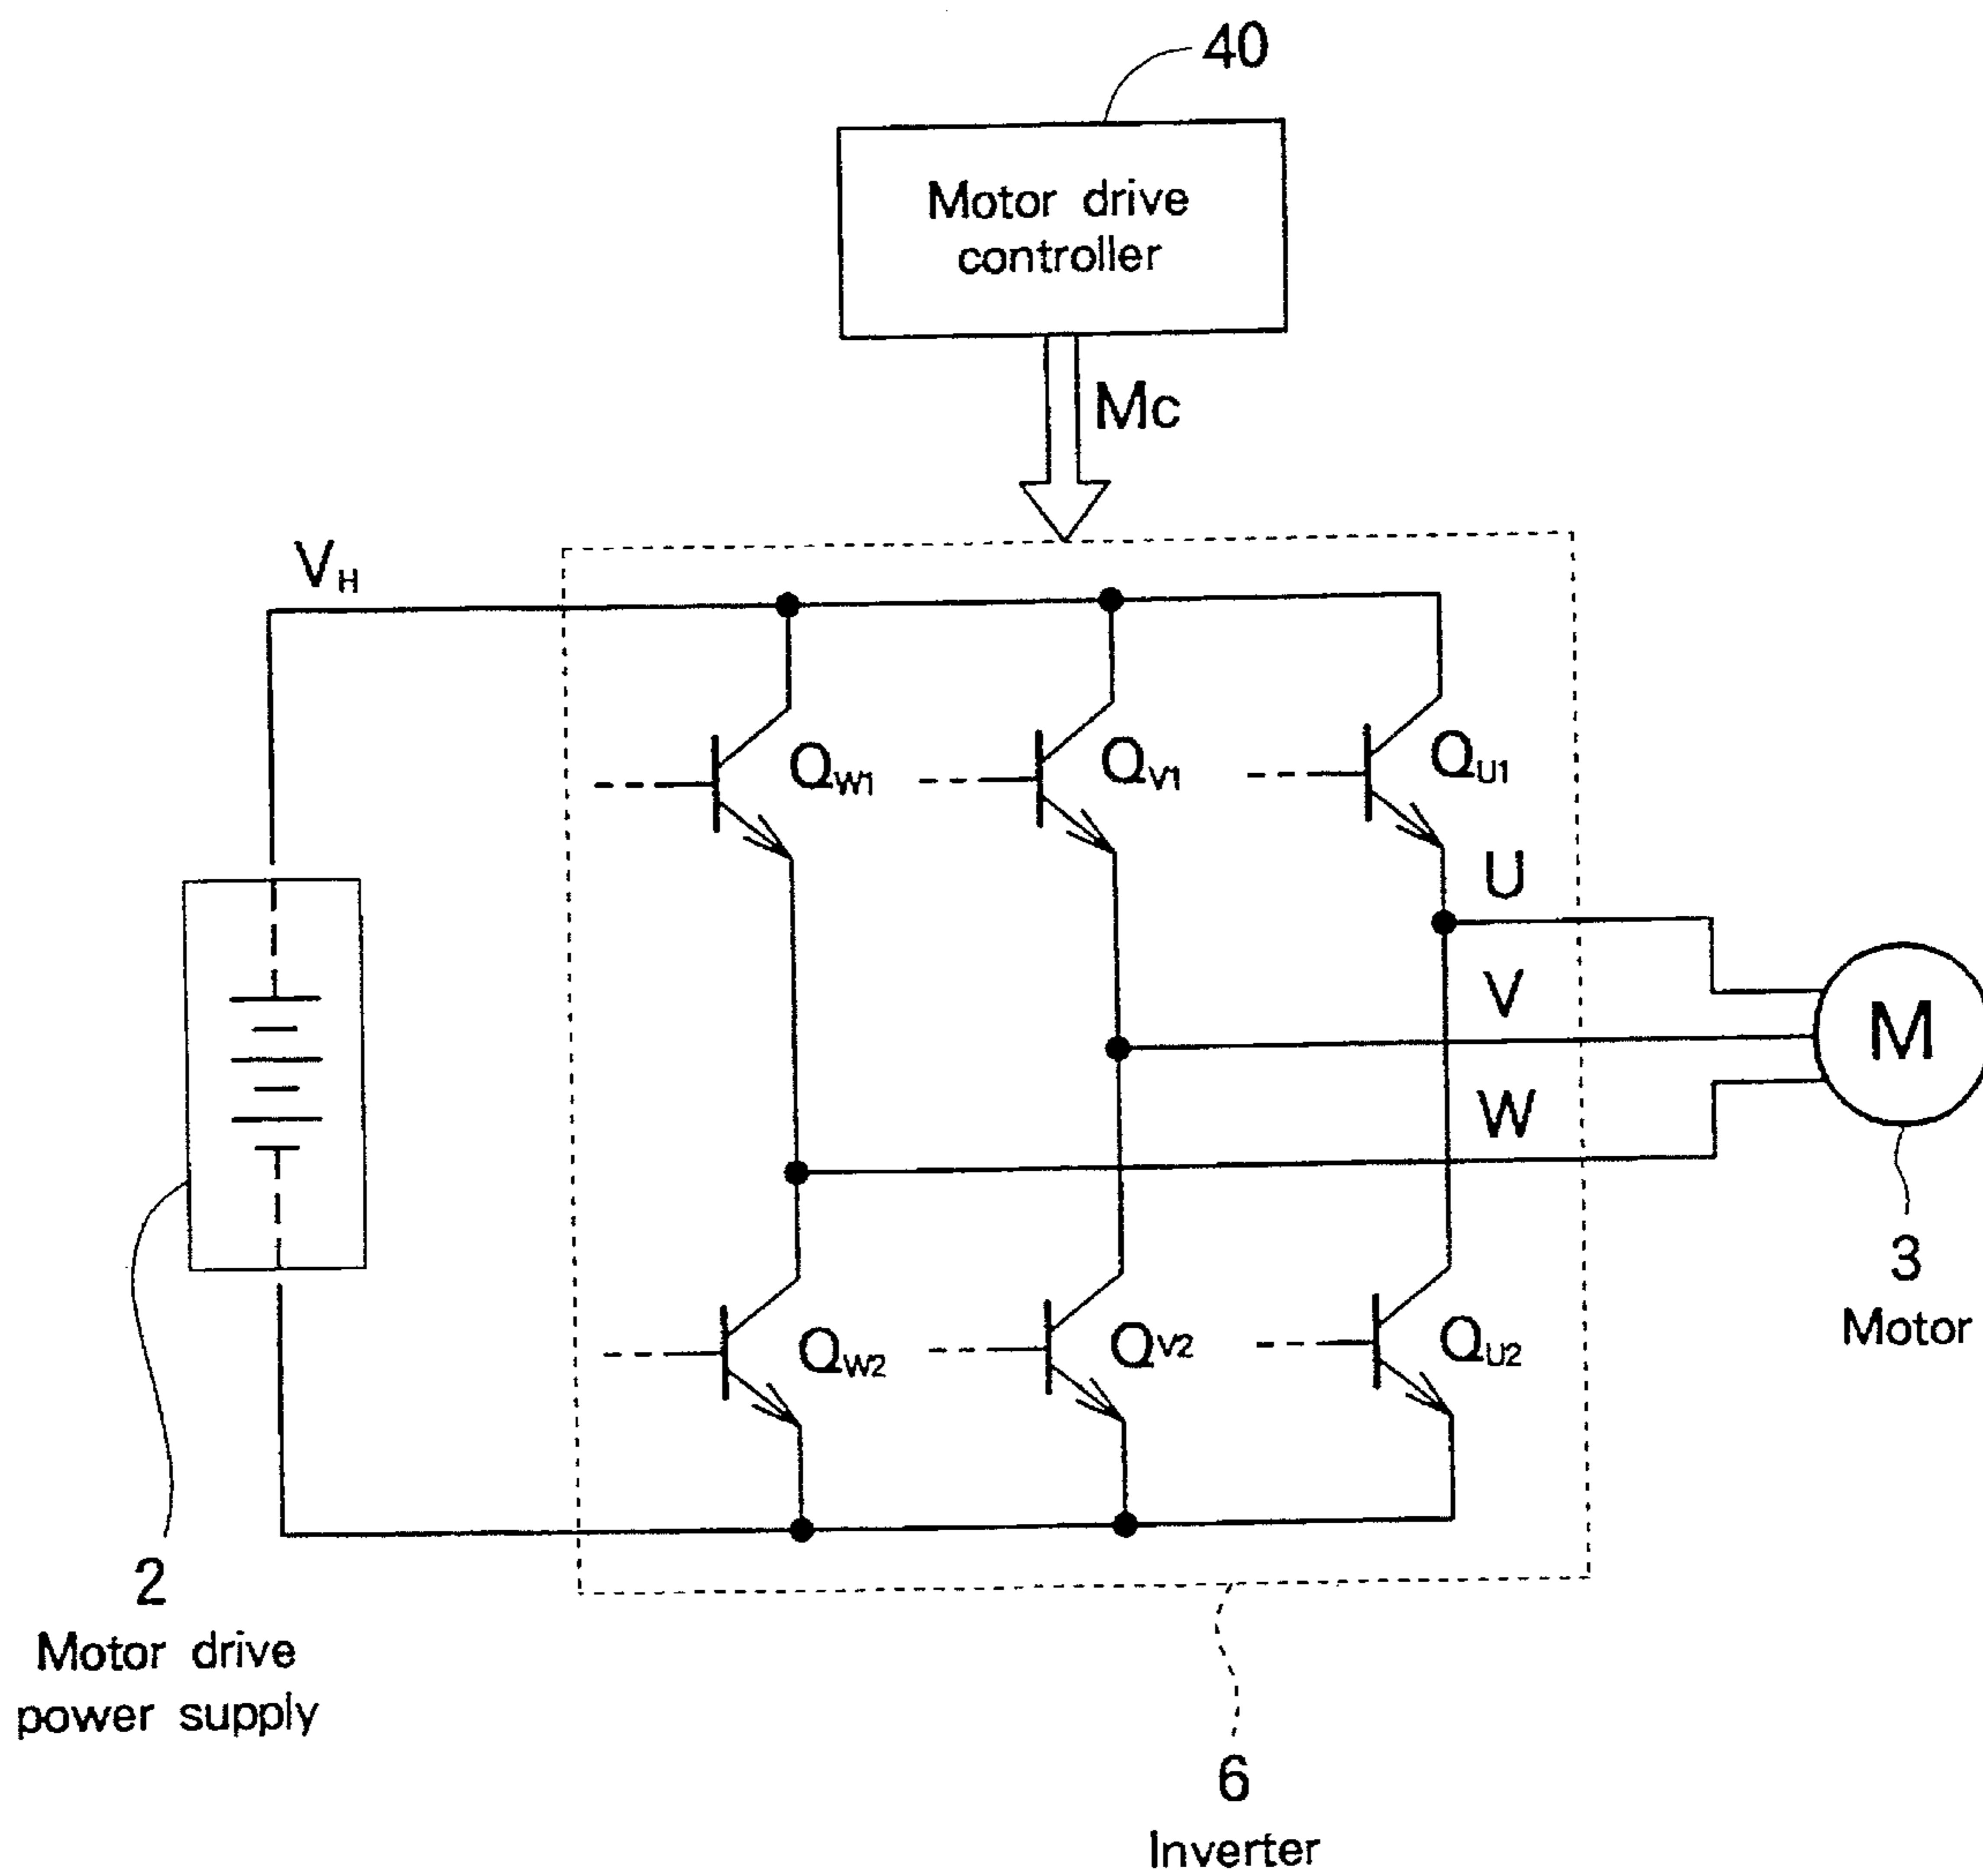 40
Motor drive
controller
Mc
VH
QW1
QV1
QU1
U
V
W
M
3
Motor
QW2
QV2
QU2
2
Motor drive
power supply
6
Inverter